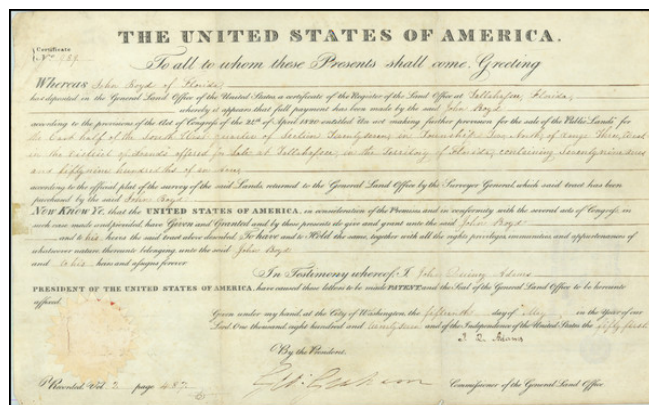 THE UNITED STATES OF AMERICA.
Certificate
No. 929
To all to whom these Presents shall come, Greeting
Whereas John Boyd of Florida,
has deposited in the General Land Office of the United States, a certificate of the Register of the Land Office at Tallahassee, Florida,
whereby it appears that full payment has been made by the said John Boyd
according to the provisions of the Act of Congress of the 24th of April 1820 entitled "An act making further provision for the sale of the Public Lands" for
the East half of the South West quarter of Section Twenty seven in Township Two, North, of range Three, West
in the District of Lands offered for Sale at Tallahassee, in the Territory of Florida, containing Seventy nine acres
and fifty nine hundredths of an Acre
according to the official plat of the survey of the said Lands, returned to the General Land Office by the Surveyor General, which said tract has been
purchased by the said John Boyd
Now Know Ye, that the UNITED STATES OF AMERICA, in consideration of the Premises and in conformity with the several acts of Congress, in
such case made and provided, have Given and Granted and by these presents do give and grant unto the said John Boyd
and to his heirs the said tract above described. To have and to Hold the same, together with all the rights, privileges, immunities and appurtenances of
whatsoever nature thereunto belonging unto the said John Boyd
and to his heirs and assigns forever
In Testimony whereof I John Quincy Adams
PRESIDENT OF THE UNITED STATES OF AMERICA, have caused these letters to be made PATENT and the Seal of the General Land Office to be hereunto
affixed.
Given under my hand, at the City of Washington, the fifteenth day of May in the Year of our
Lord One thousand eight hundred and twenty seven and of the Independence of the United States the fifty first
J. Q. Adams
By the President.
Geo: Graham Commissioner of the General Land Office.
Recorded, Vol 2 page 487